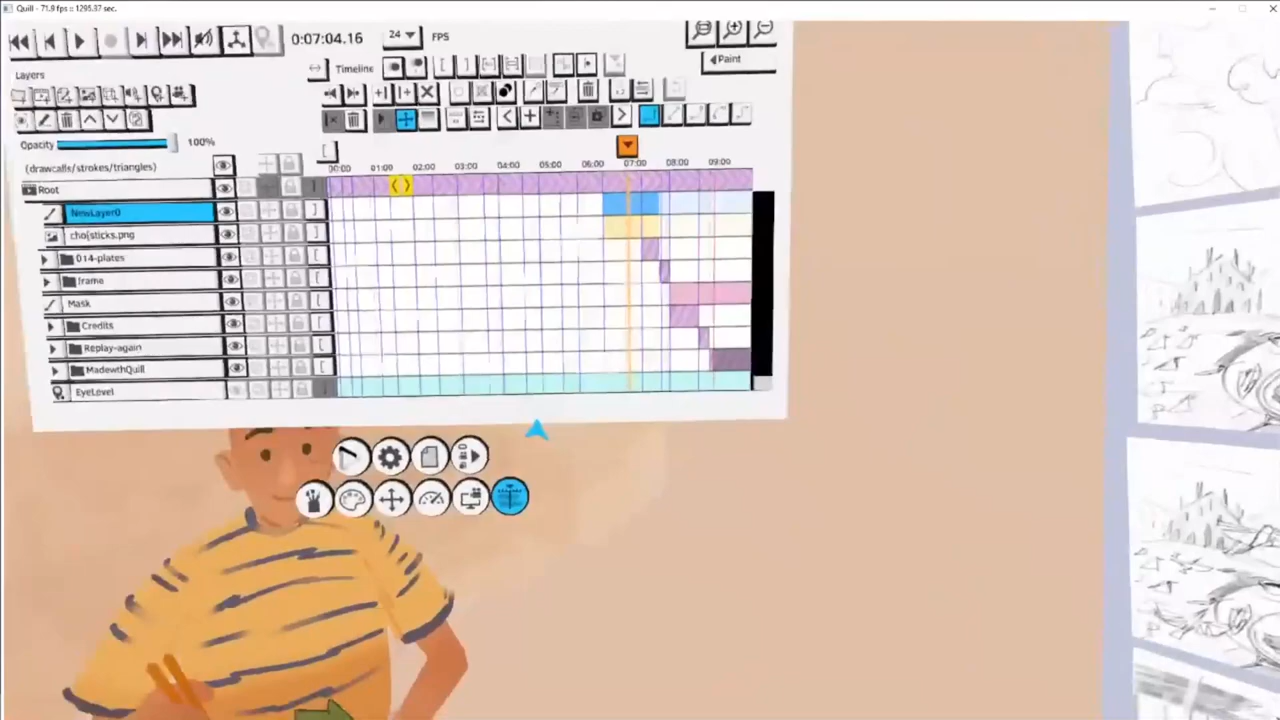 Quill - 71.9 fps :: 1295.37 sec.
0:07:04.16
24
FPS
Layers
Timeline
Paint
Opacity
100%
(drawcalls/strokes/triangles)
00:00 01:00 02:00 03:00 04:00 05:00 06:00 07:00 08:00 09:00
Root
NewLayer0
cho[sticks.png
014-plates
frame
Mask
Credits
Replay-again
MadewthQuill
EyeLevel